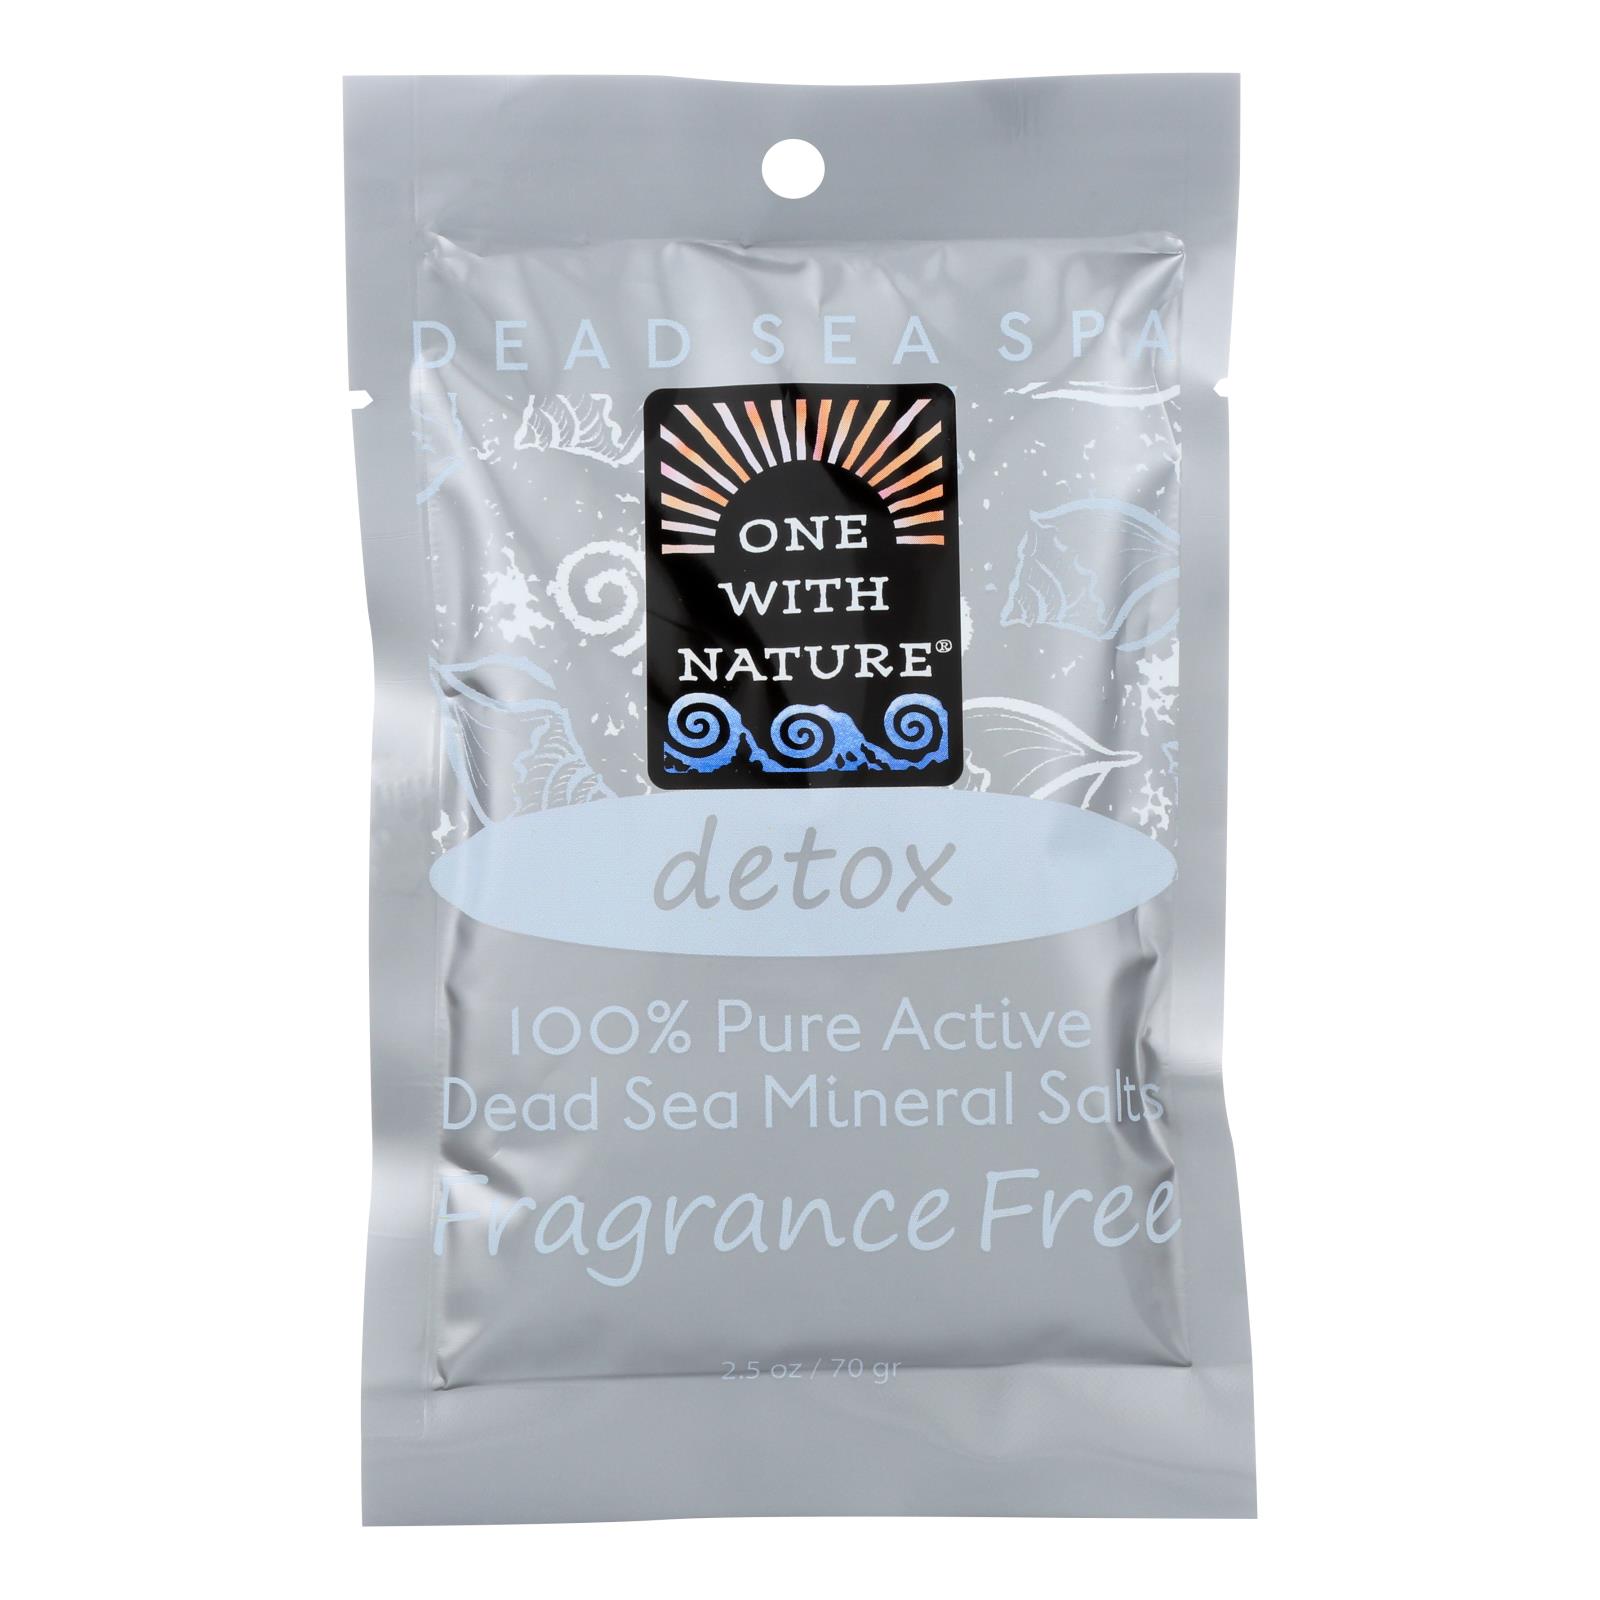 DEAD SEA SPA
ONE
WITH
NATURE®
detox
100% Pure Active
Dead Sea Mineral Salts
Fragrance Free
2.5 oz / 70 gr